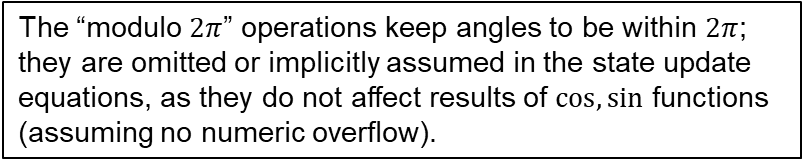 The “modulo 2𝜋” operations keep angles to be within 2𝜋;
they are omitted or implicitly assumed in the state update
equations, as they do not affect results of cos, sin functions
(assuming no numeric overflow).